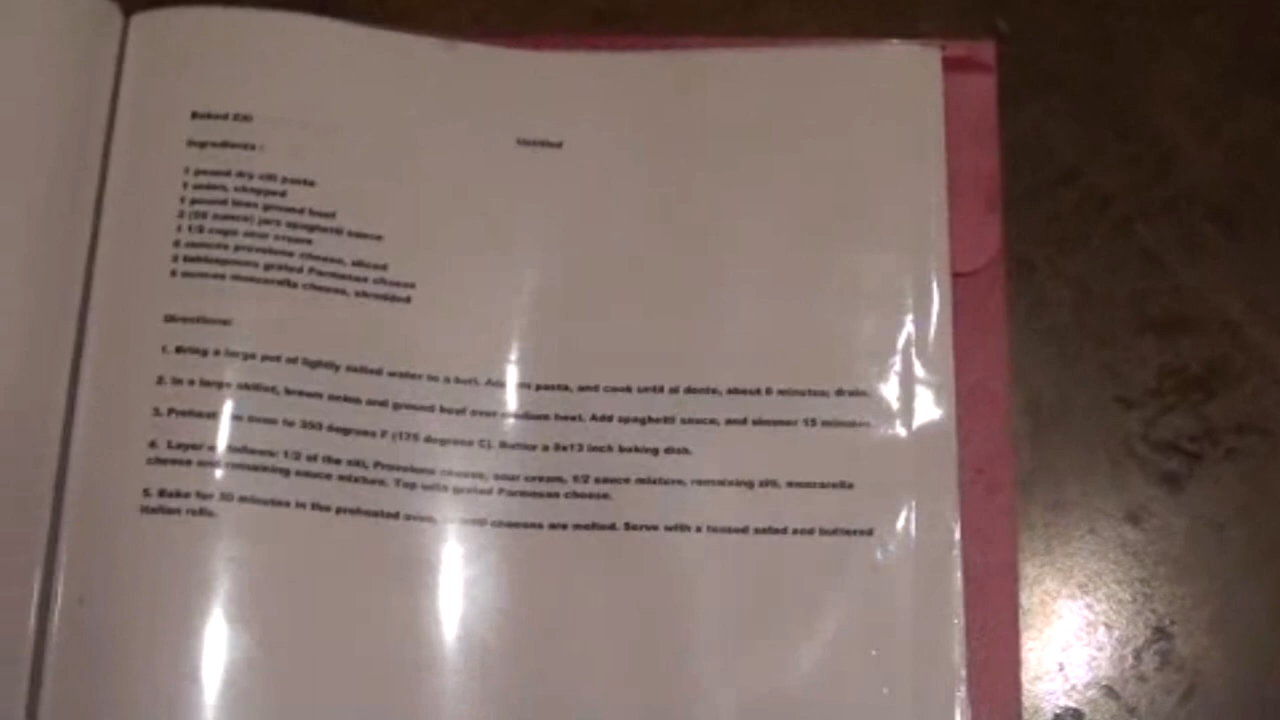 Baked Ziti
Untitled
Ingredients :
1 pound dry ziti pasta
1 onion, chopped
1 pound lean ground beef
2 (26 ounce) jars spaghetti sauce
1 1/2 cups sour cream
6 ounces provolone cheese, sliced
2 tablespoons grated Parmesan cheese
6 ounces mozzarella cheese, shredded
Directions:
1. Bring a large pot of lightly salted water to a boil. pasta, and cook until al dente, about 8 minutes; drain.
2. In a large skillet, brown onion and ground beef over medium heat. Add spaghetti sauce, and simmer 15 minutes.
3. Preheat oven to 350 degrees F (175 degrees C). Butter a 9x13 inch baking dish.
4. Layer as follows: 1/2 of the ziti, Provolone cheese, sour cream, 1/2 sauce mixture, remaining ziti, mozzarella
cheese and remaining sauce mixture. Top with grated Parmesan cheese.
5. Bake for 30 minutes in the preheated oven, cheeses are melted. Serve with a tossed salad and buttered
Italian rolls.